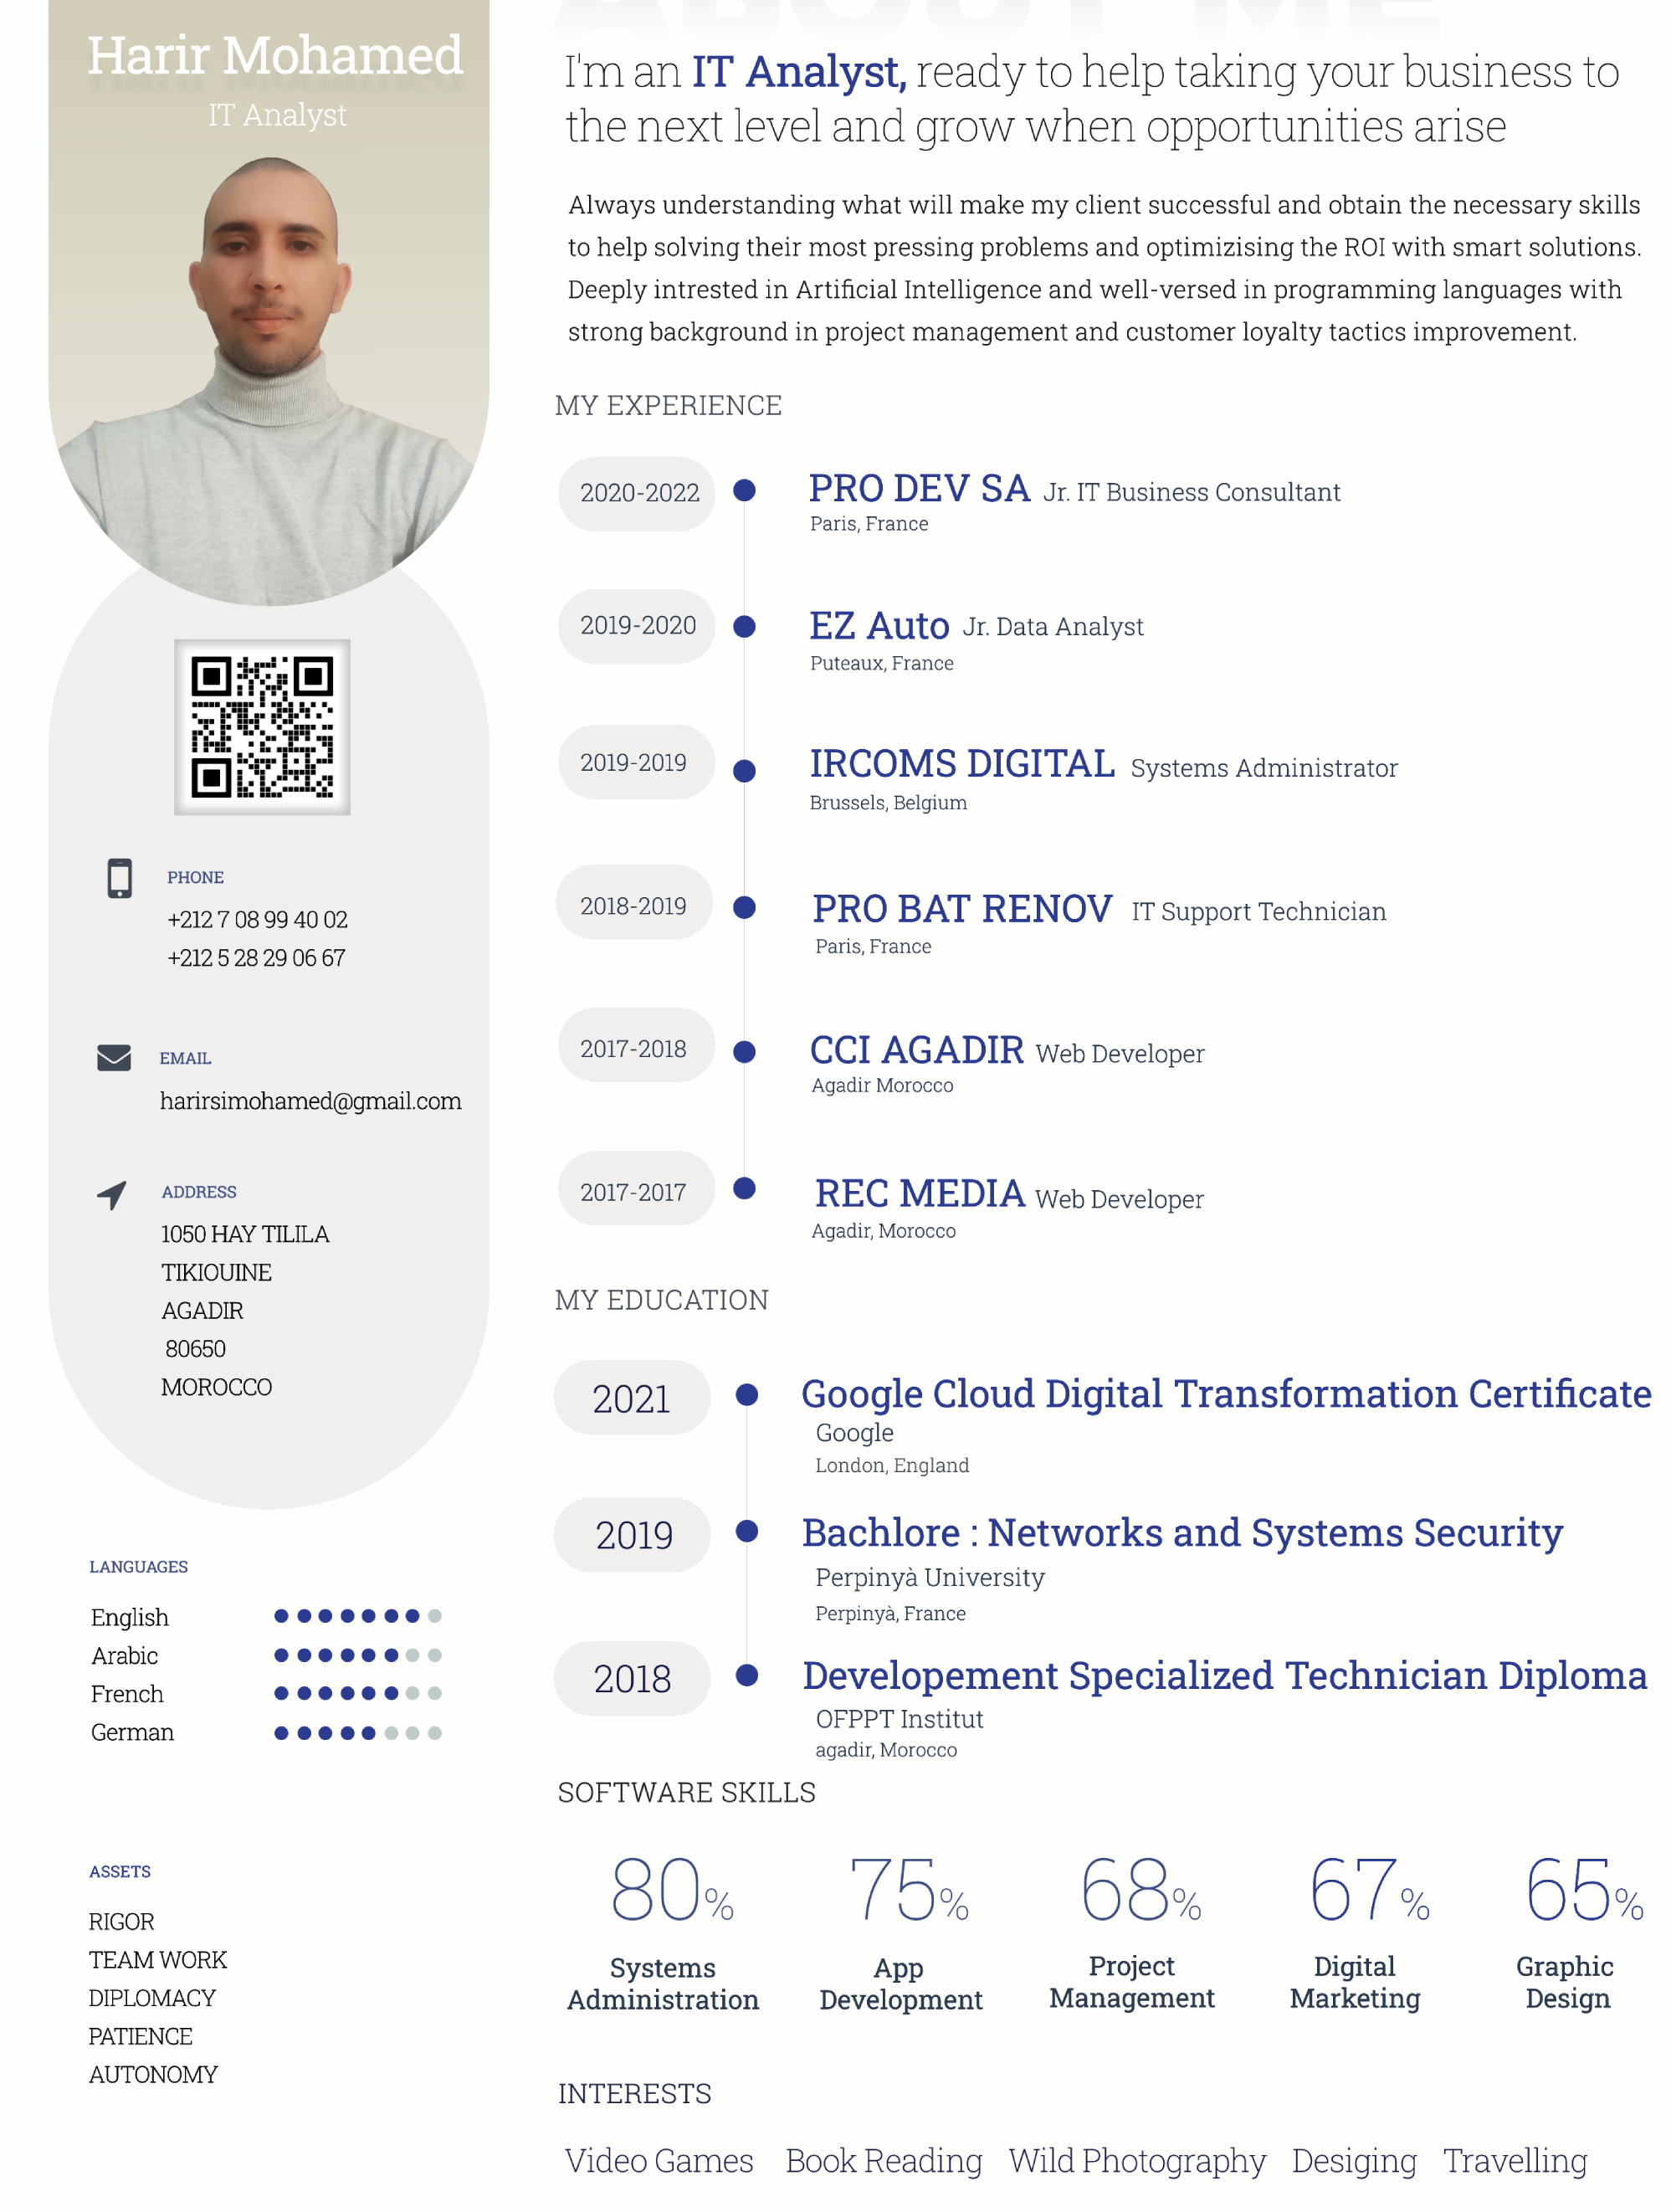 Harir Mohamed
IT Analyst
PHONE
+212 7 08 99 40 02
+212 5 28 29 06 67
EMAIL
harirsimohamed@gmail.com
ADDRESS
1050 HAY TILILA
TIKIOUINE
AGADIR
80650
MOROCCO
LANGUAGES
English
Arabic
French
German
ASSETS
RIGOR
TEAM WORK
DIPLOMACY
PATIENCE
AUTONOMY
ABOUT ME
I'm an IT Analyst, ready to help taking your business to
the next level and grow when opportunities arise
Always understanding what will make my client successful and obtain the necessary skills
to help solving their most pressing problems and optimizising the ROI with smart solutions.
Deeply intrested in Artificial Intelligence and well-versed in programming languages with
strong background in project management and customer loyalty tactics improvement.
MY EXPERIENCE
2020-2022 PRO DEV SA Jr. IT Business Consultant
Paris, France
2019-2020 EZ Auto Jr. Data Analyst
Puteaux, France
2019-2019 IRCOMS DIGITAL Systems Administrator
Brussels, Belgium
2018-2019 PRO BAT RENOV IT Support Technician
Paris, France
2017-2018 CCI AGADIR Web Developer
Agadir Morocco
2017-2017 REC MEDIA Web Developer
Agadir, Morocco
MY EDUCATION
2021 Google Cloud Digital Transformation Certificate
Google
London, England
2019 Bachlore : Networks and Systems Security
Perpinyà University
Perpinyà, France
2018 Developement Specialized Technician Diploma
OFPPT Institut
agadir, Morocco
SOFTWARE SKILLS
80% 75% 68% 67% 65%
Systems App Project Digital Graphic
Administration Development Management Marketing Design
INTERESTS
Video Games Book Reading Wild Photography Desiging Travelling